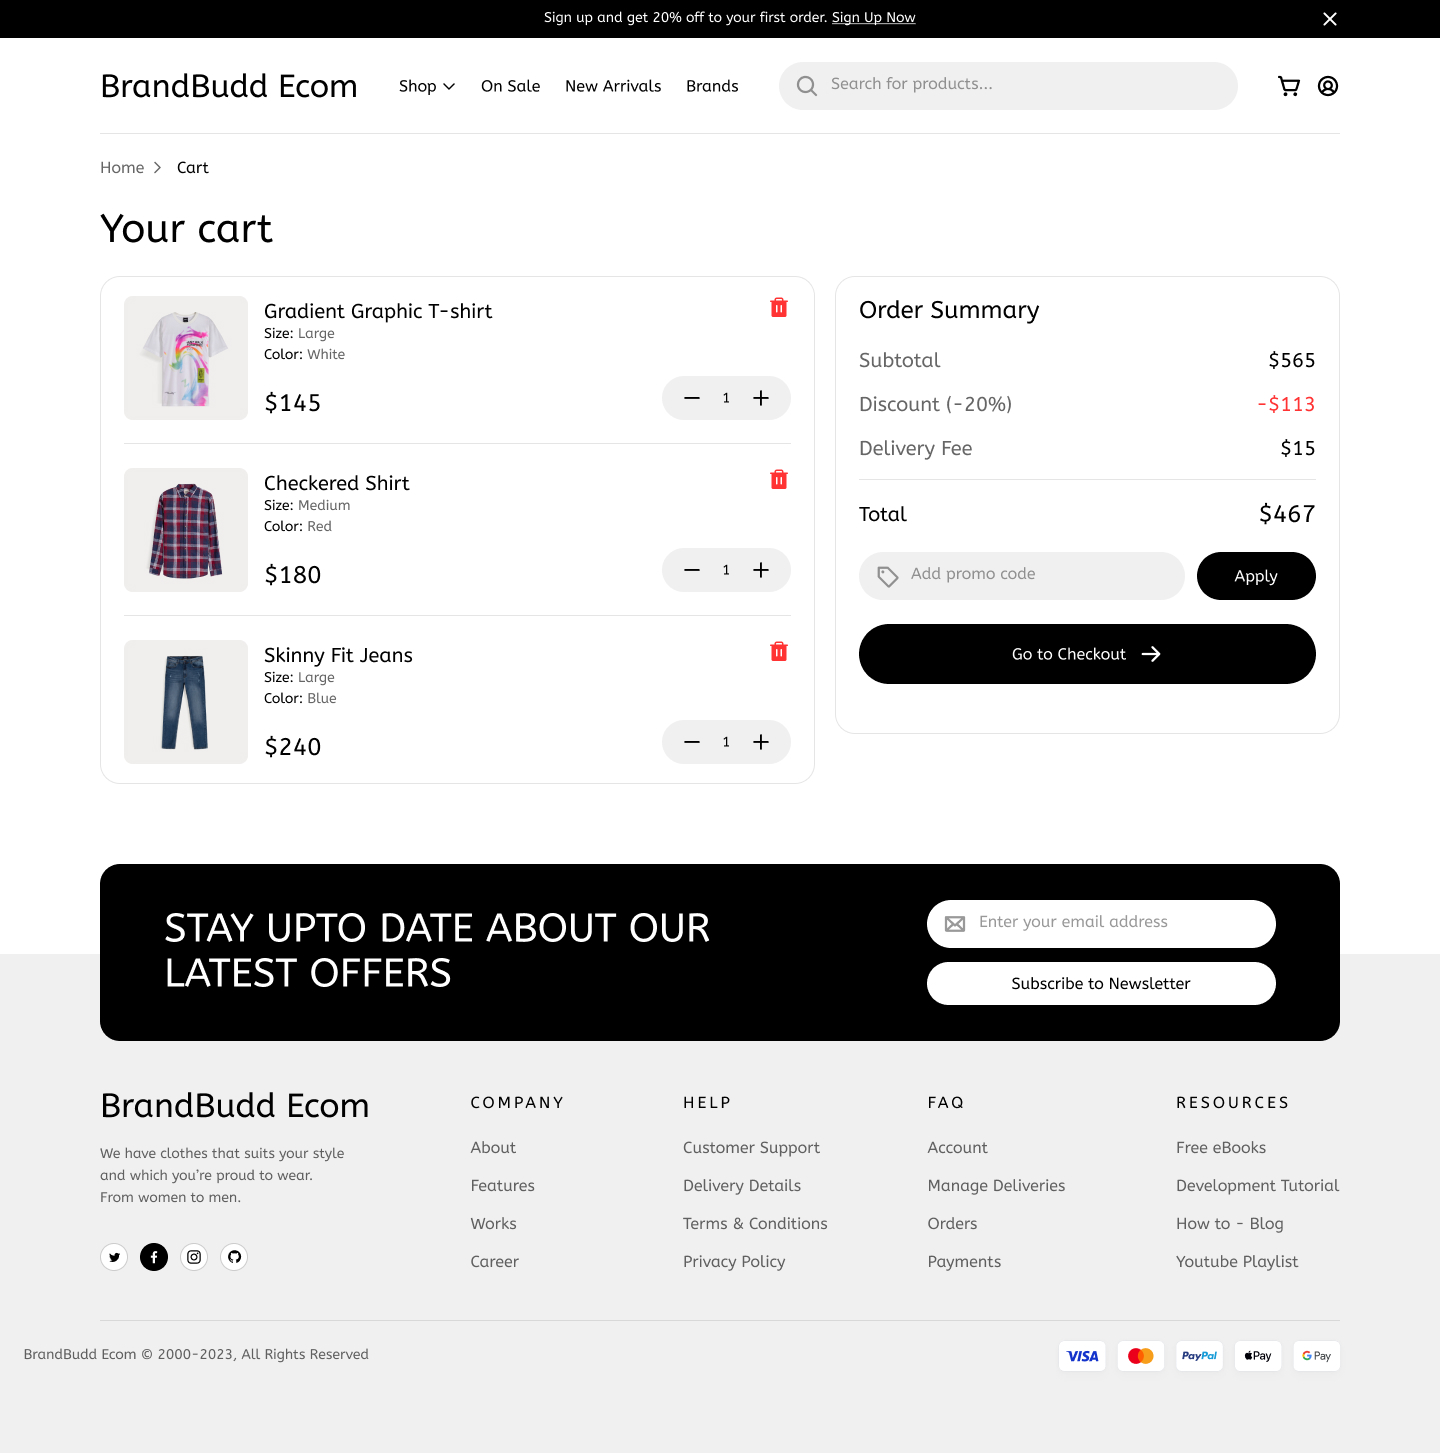 Sign up and get 20% off to your first order. Sign Up Now
BrandBudd Ecom
Shop
On Sale
New Arrivals
Brands
Search for products...
Home
Cart
Your cart
Gradient Graphic T-shirt
Size: Large
Color: White
$145
1
Checkered Shirt
Size: Medium
Color: Red
$180
1
Skinny Fit Jeans
Size: Large
Color: Blue
$240
1
Order Summary
Subtotal $565
Discount (-20%) -$113
Delivery Fee $15
Total $467
Add promo code
Apply
Go to Checkout
STAY UPTO DATE ABOUT OUR
LATEST OFFERS
Enter your email address
Subscribe to Newsletter
BrandBudd Ecom
We have clothes that suits your style
and which you’re proud to wear.
From women to men.
COMPANY
About
Features
Works
Career
HELP
Customer Support
Delivery Details
Terms & Conditions
Privacy Policy
FAQ
Account
Manage Deliveries
Orders
Payments
RESOURCES
Free eBooks
Development Tutorial
How to - Blog
Youtube Playlist
BrandBudd Ecom © 2000-2023, All Rights Reserved
VISA
PayPal
Pay
G Pay